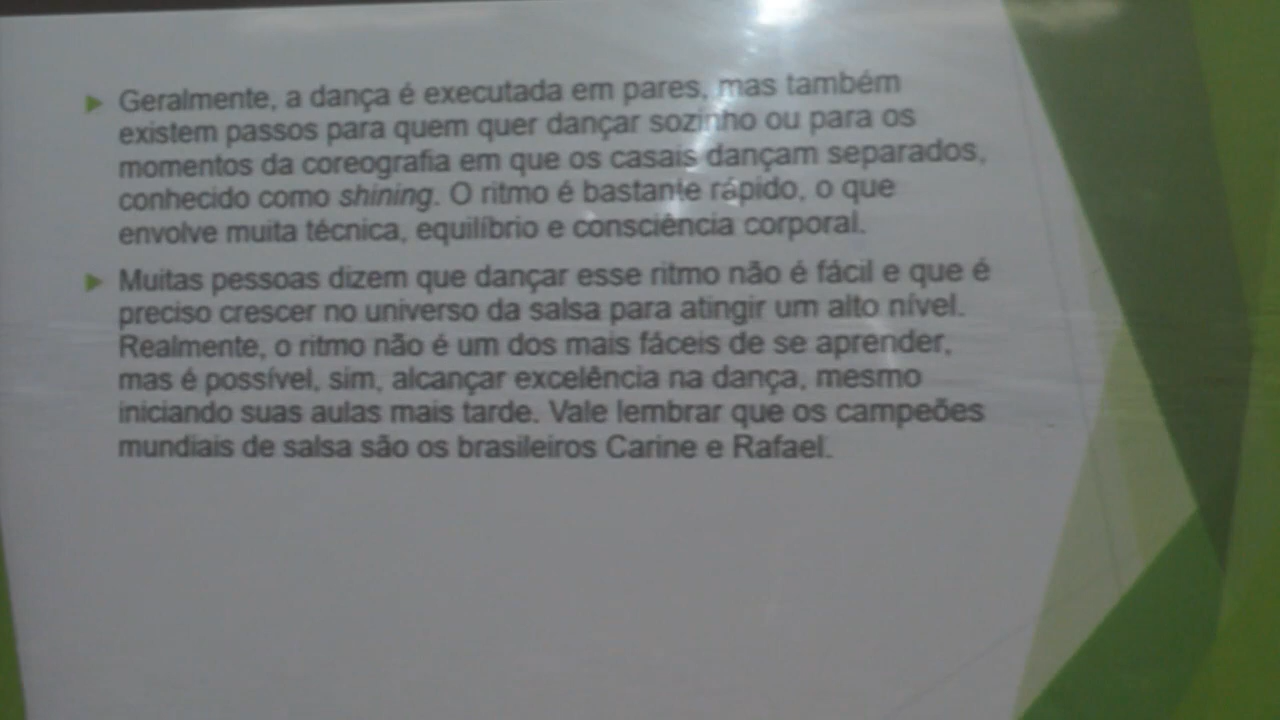 Geralmente, a dança é executada em pares, mas também
existem passos para quem quer dançar sozinho ou para os
momentos da coreografia em que os casais dançam separados,
conhecido como shining. O ritmo é bastante rápido, o que
envolve muita técnica, equilíbrio e consciência corporal.
Muitas pessoas dizem que dançar esse ritmo não é fácil e que é
preciso crescer no universo da salsa para atingir um alto nível.
Realmente, o ritmo não é um dos mais fáceis de se aprender,
mas é possível, sim, alcançar excelência na dança, mesmo
iniciando suas aulas mais tarde. Vale lembrar que os campeões
mundiais de salsa são os brasileiros Carine e Rafael.